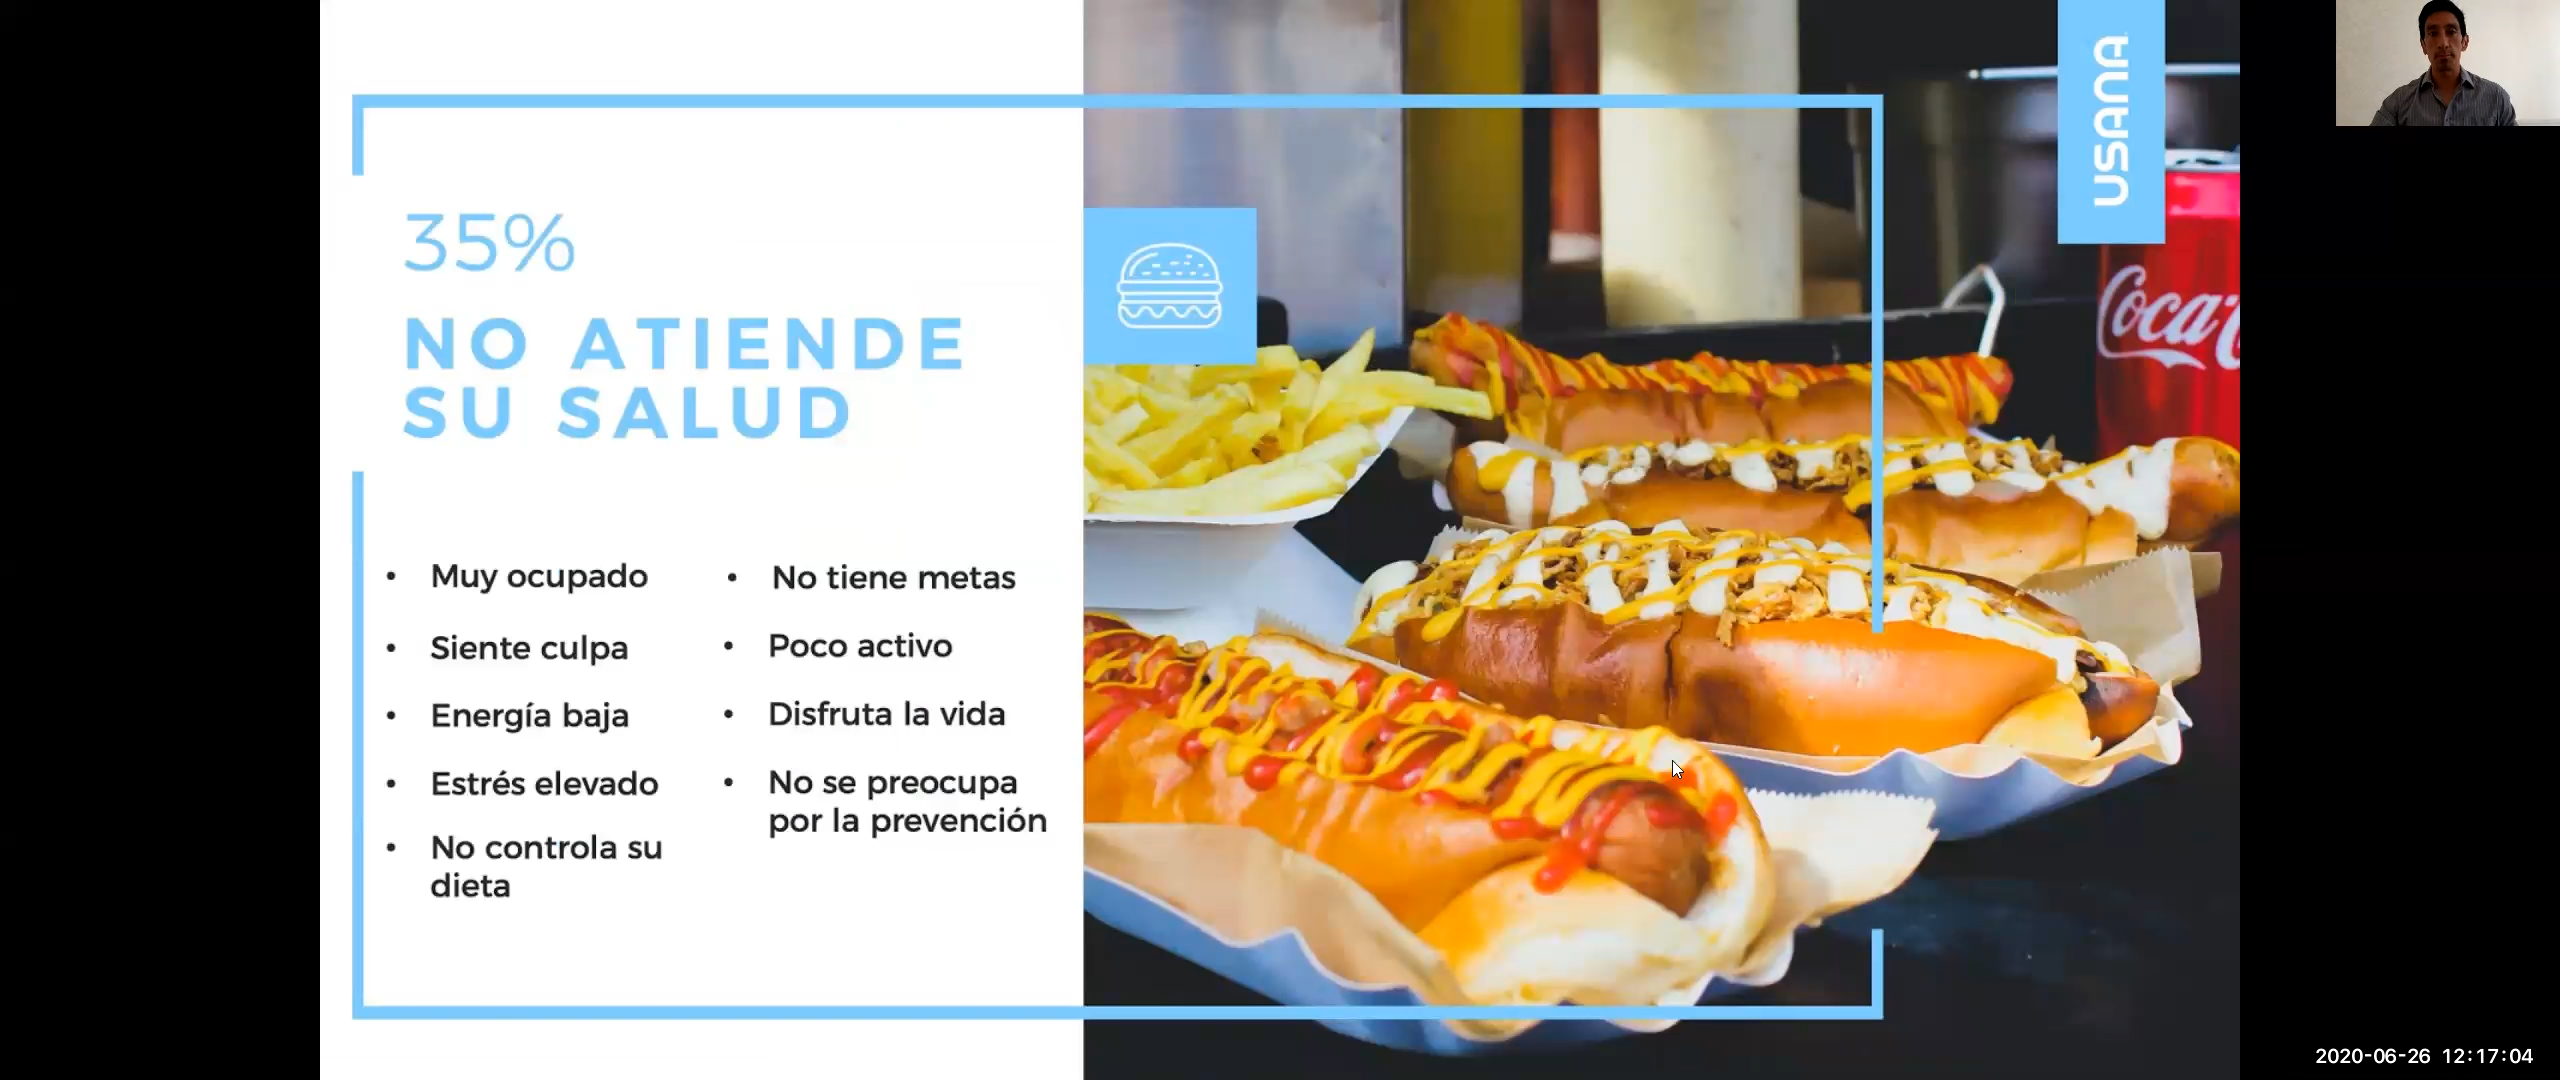 35%
NO ATIENDE
SU SALUD
• Muy ocupado
• Siente culpa
• Energía baja
• Estrés elevado
• No controla su
dieta
• No tiene metas
• Poco activo
• Disfruta la vida
• No se preocupa
por la prevención
USANA
Coca
2020-06-26 12:17:04